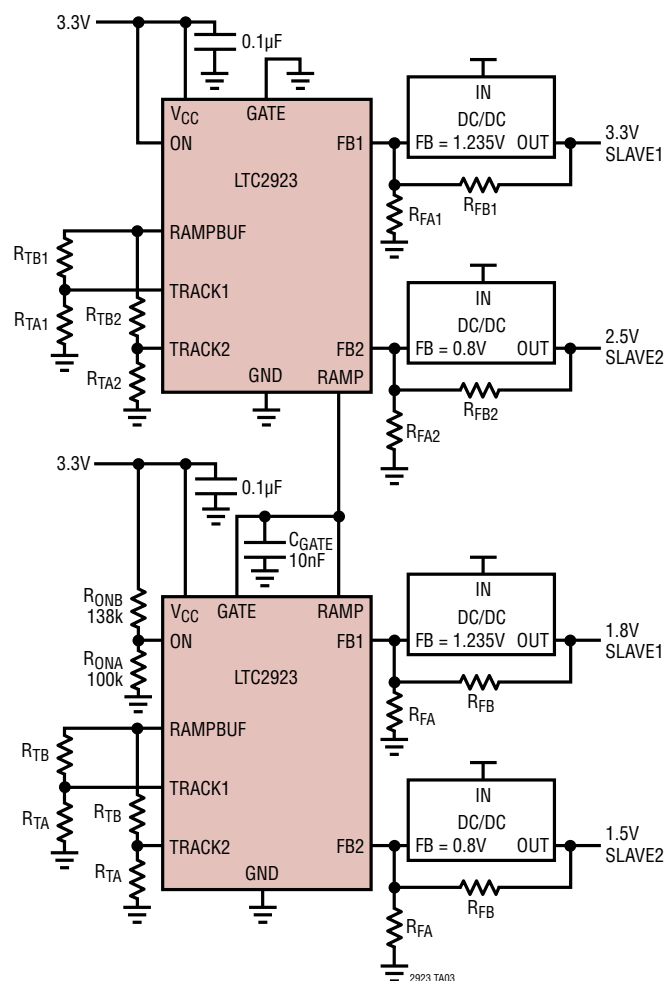 3.3V
0.1µF
VCC
GATE
ON
FB1
LTC2923
RAMPBUF
TRACK1
TRACK2
FB2
GND
RAMP
RTB1
RTA1
RTB2
RTA2
IN
DC/DC
FB = 1.235V OUT
3.3V
SLAVE1
RFA1
RFB1
IN
DC/DC
FB = 0.8V OUT
2.5V
SLAVE2
RFA2
RFB2
3.3V
0.1µF
CGATE
10nF
RONB
138k
RONA
100k
VCC
GATE
RAMP
ON
FB1
LTC2923
RAMPBUF
TRACK1
TRACK2
FB2
GND
RTB
RTA
RTB
RTA
IN
DC/DC
FB = 1.235V OUT
1.8V
SLAVE1
RFA
RFB
IN
DC/DC
FB = 0.8V OUT
1.5V
SLAVE2
RFA
RFB
2923 TA03